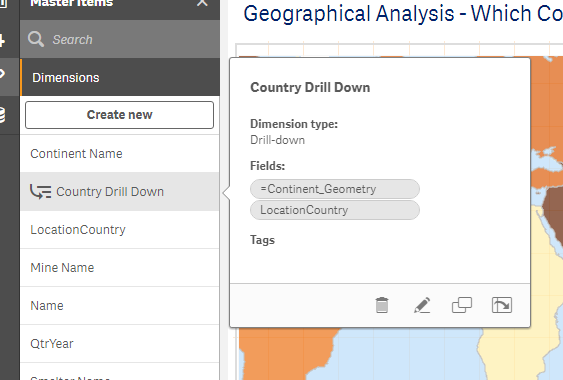 Master Items
Geographical Analysis - Which Co
Search
Dimensions
Create new
Continent Name
Country Drill Down
LocationCountry
Mine Name
Name
QtrYear
Smelter Name
Country Drill Down
Dimension type:
Drill-down
Fields:
=Continent_Geometry
LocationCountry
Tags